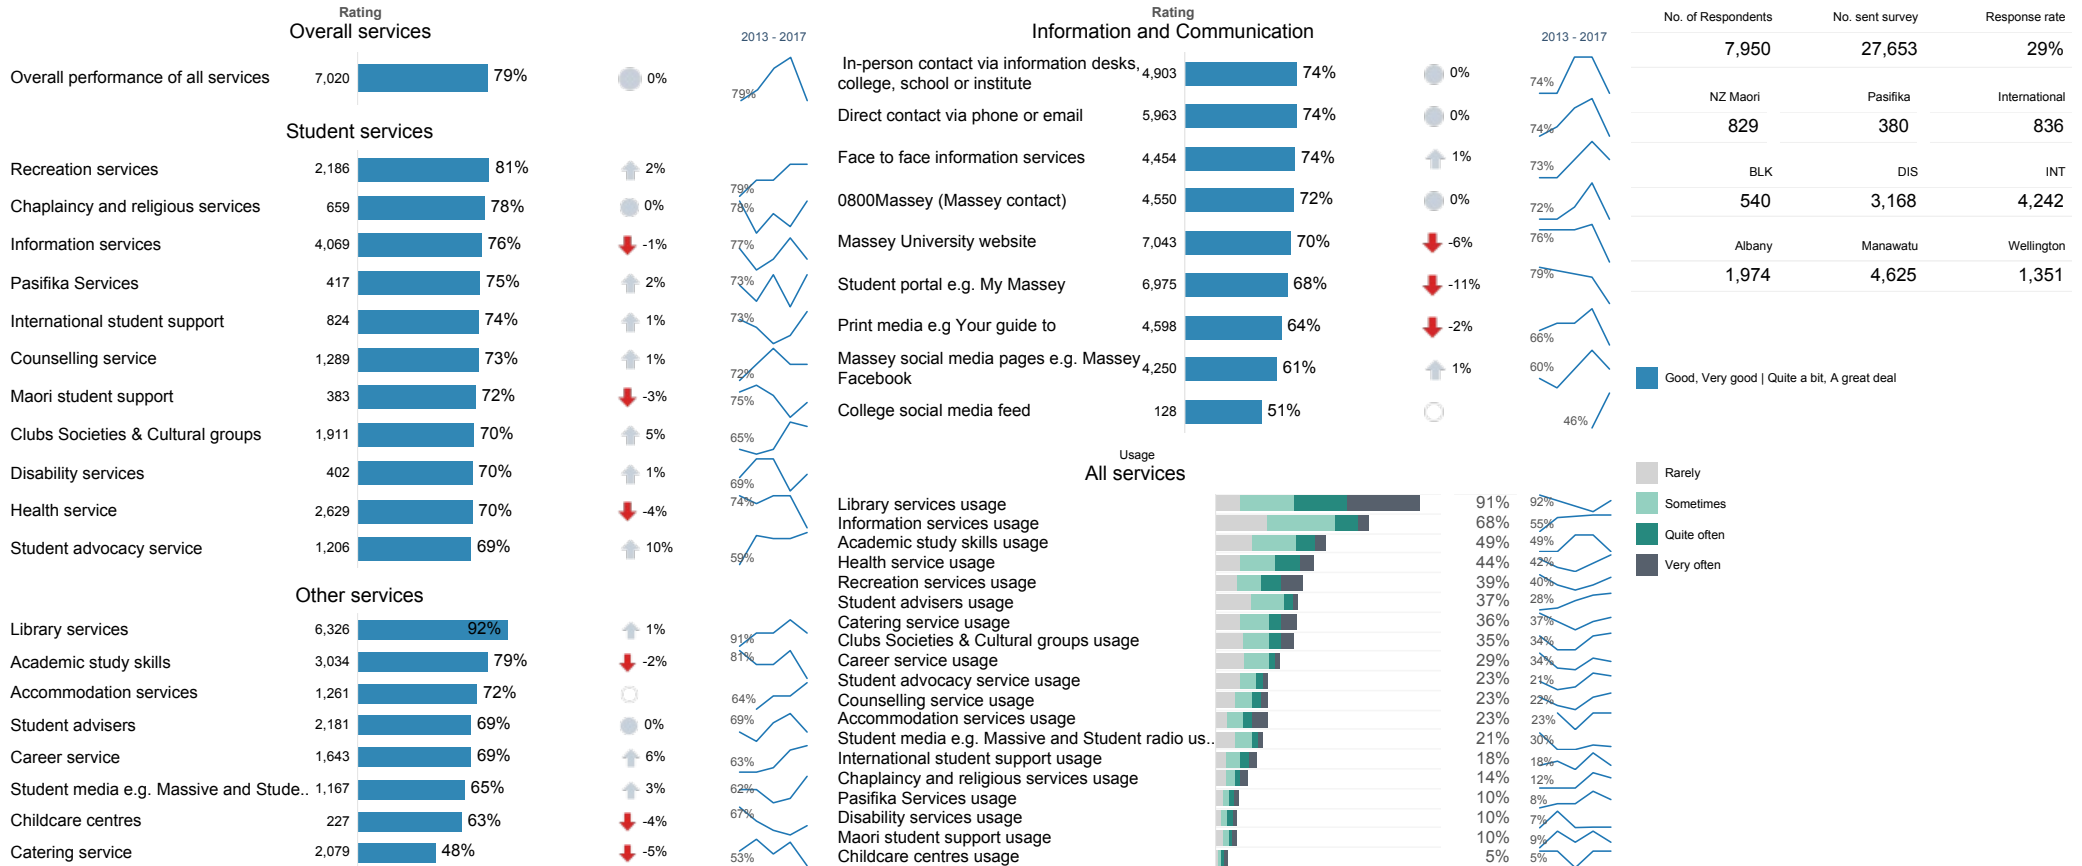 Rating
Overall services
2013 - 2017
Overall performance of all services 7,020 79% 0% 79%
Student services
Recreation services 2,186 81% 2% 79%
Chaplaincy and religious services 659 78% 0% 78%
Information services 4,069 76% -1% 77%
Pasifika Services 417 75% 2% 73%
International student support 824 74% 1% 73%
Counselling service 1,289 73% 1% 72%
Maori student support 383 72% -3% 75%
Clubs Societies & Cultural groups 1,911 70% 5% 65%
Disability services 402 70% 1% 69%
Health service 2,629 70% -4% 74%
Student advocacy service 1,206 69% 10% 59%
Other services
Library services 6,326 92% 1% 91%
Academic study skills 3,034 79% -2% 81%
Accommodation services 1,261 72% 64%
Student advisers 2,181 69% 0% 69%
Career service 1,643 69% 6% 63%
Student media e.g. Massive and Stude.. 1,167 65% 3% 62%
Childcare centres 227 63% -4% 67%
Catering service 2,079 48% -5% 53%
Rating
Information and Communication
2013 - 2017
In-person contact via information desks,
college, school or institute 4,903 74% 0% 74%
Direct contact via phone or email 5,963 74% 0% 74%
Face to face information services 4,454 74% 1% 73%
0800Massey (Massey contact) 4,550 72% 0% 72%
Massey University website 7,043 70% -6% 76%
Student portal e.g. My Massey 6,975 68% -11% 79%
Print media e.g Your guide to 4,598 64% -2% 66%
Massey social media pages e.g. Massey
Facebook 4,250 61% 1% 60%
College social media feed 128 51% 46%
Usage
All services
Library services usage 91% 92%
Information services usage 68% 55%
Academic study skills usage 49% 49%
Health service usage 44% 42%
Recreation services usage 39% 40%
Student advisers usage 37% 28%
Catering service usage 36% 37%
Clubs Societies & Cultural groups usage 35% 34%
Career service usage 29% 34%
Student advocacy service usage 23% 21%
Counselling service usage 23% 22%
Accommodation services usage 23% 23%
Student media e.g. Massive and Student radio us.. 21% 30%
International student support usage 18% 18%
Chaplaincy and religious services usage 14% 12%
Pasifika Services usage 10% 8%
Disability services usage 10% 7%
Maori student support usage 10% 9%
Childcare centres usage 5% 5%
No. of Respondents No. sent survey Response rate
7,950 27,653 29%
NZ Maori Pasifika International
829 380 836
BLK DIS INT
540 3,168 4,242
Albany Manawatu Wellington
1,974 4,625 1,351
Good, Very good | Quite a bit, A great deal
Rarely
Sometimes
Quite often
Very often